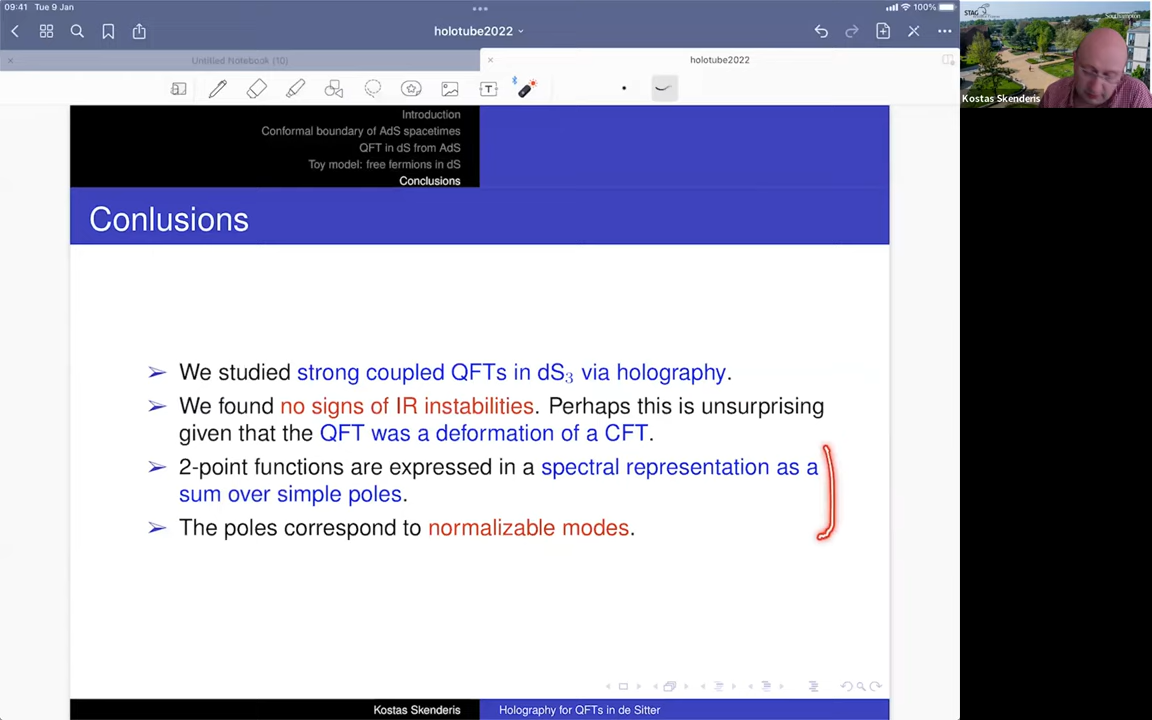 09:41 Tue 9 Jan
100%
holotube2022
Untitled Notebook (10)
holotube2022
T
STAG
Southampton
Kostas Skenderis
Introduction
Conformal boundary of AdS spacetimes
QFT in dS from AdS
Toy model: free fermions in dS
Conclusions
Conlusions
➢ We studied strong coupled QFTs in dS₃ via holography.
➢ We found no signs of IR instabilities. Perhaps this is unsurprising
given that the QFT was a deformation of a CFT.
➢ 2-point functions are expressed in a spectral representation as a
sum over simple poles.
➢ The poles correspond to normalizable modes.
Kostas Skenderis
Holography for QFTs in de Sitter